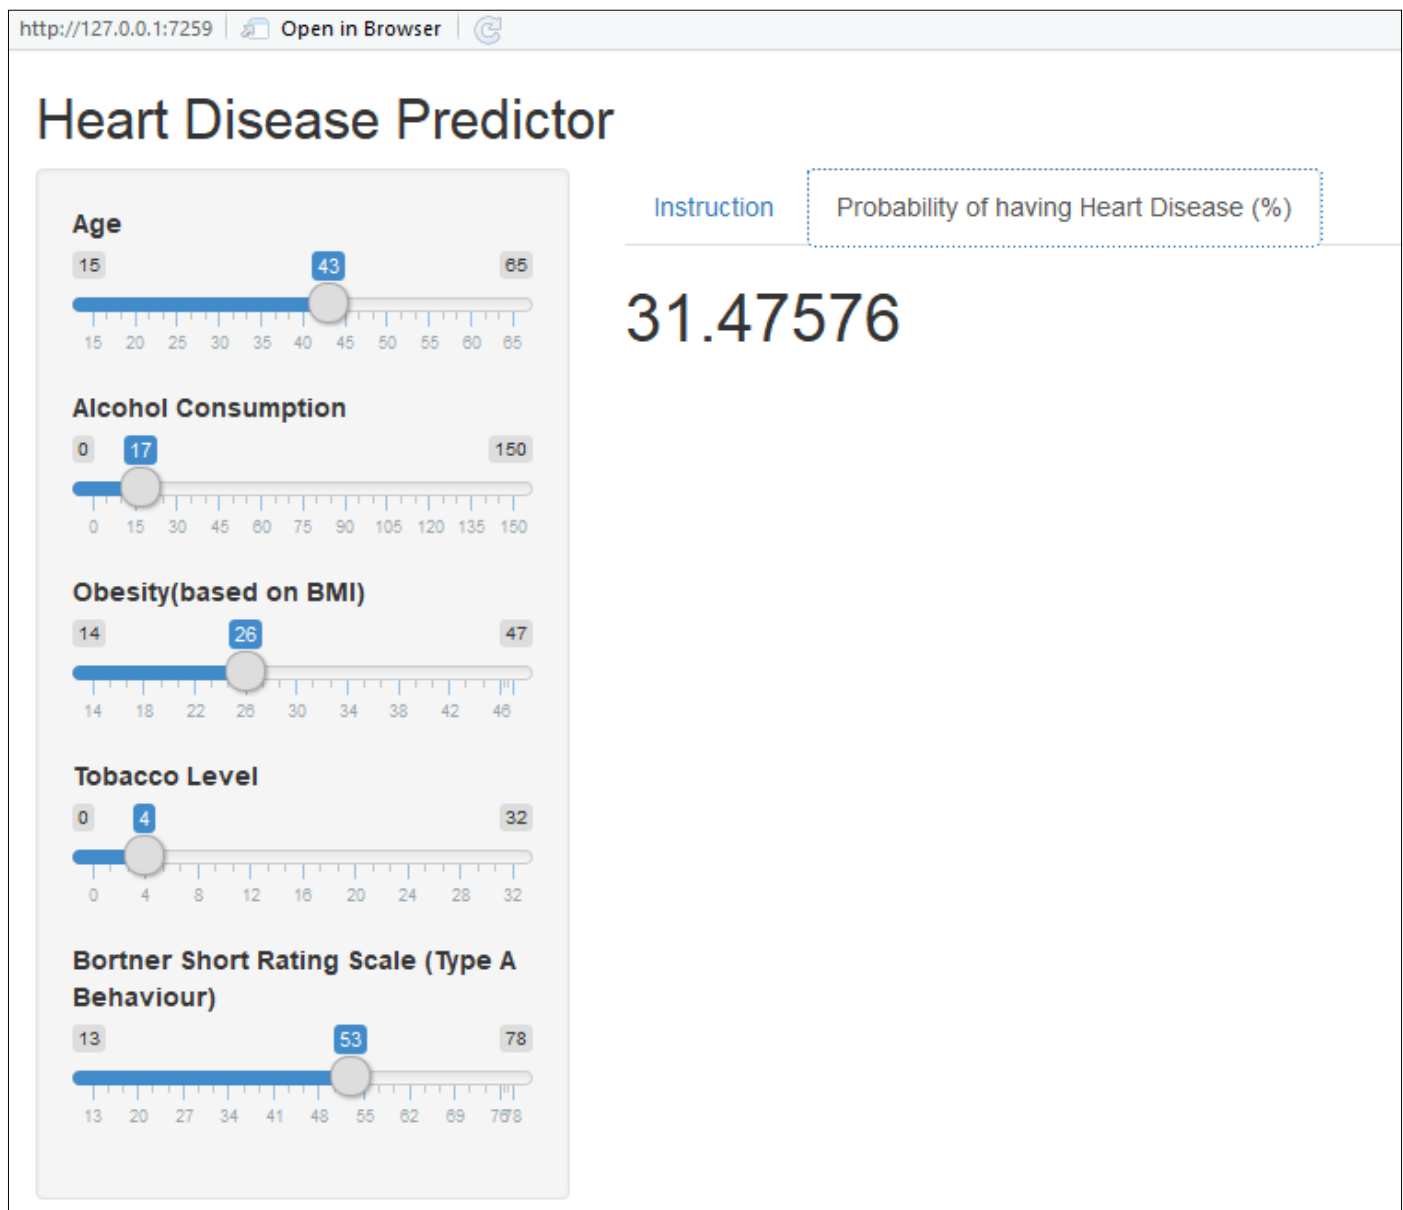 http://127.0.0.1:7259 Open in Browser
Heart Disease Predictor
Instruction Probability of having Heart Disease (%)
31.47576
Age
15 43 65
15 20 25 30 35 40 45 50 55 60 65
Alcohol Consumption
0 17 150
0 15 30 45 60 75 90 105 120 135 150
Obesity(based on BMI)
14 26 47
14 18 22 26 30 34 38 42 46
Tobacco Level
0 4 32
0 4 8 12 16 20 24 28 32
Bortner Short Rating Scale (Type A
Behaviour)
13 53 78
13 20 27 34 41 48 55 62 69 76 78